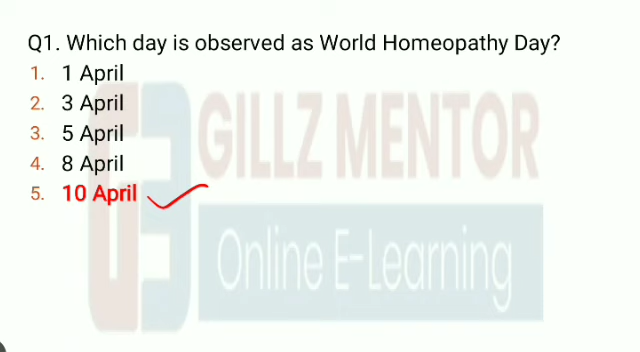 Q1. Which day is observed as World Homeopathy Day?
1. 1 April
2. 3 April
3. 5 April
4. 8 April
5. 10 April
GILLZ MENTOR
Online E-Learning